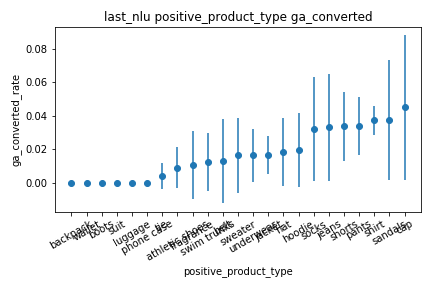 last_nlu positive_product_type ga_converted
ga_converted_rate
0.08
0.06
0.04
0.02
0.00
backpack
wallet
boots
suit
luggage
phone case
tie
athletic shoes
fragrance
swim trunks
belt
sweater
underwear
jacket
hat
hoodie
socks
jeans
shorts
pants
shirt
sandals
cap
positive_product_type